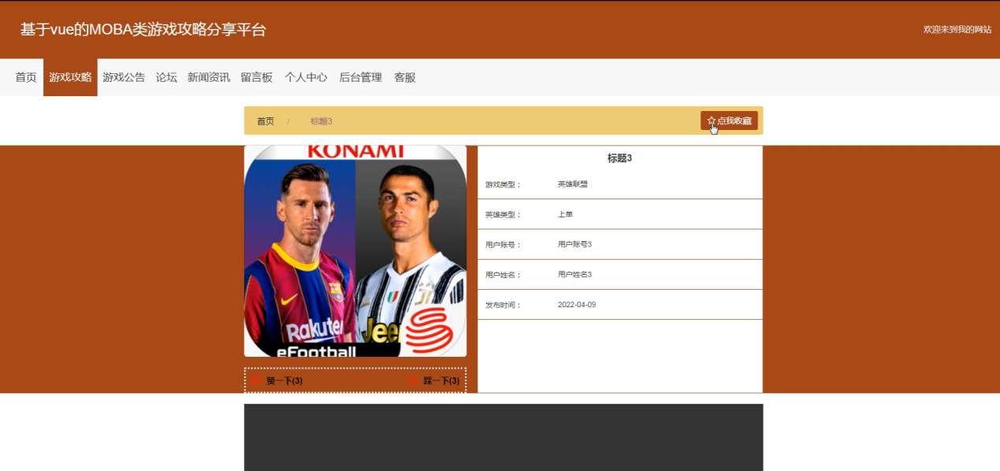 基于vue的MOBA类游戏攻略分享平台
欢迎来到我的网站
首页 游戏攻略 游戏公告 论坛 新闻资讯 留言板 个人中心 后台管理 客服
首页 / 标题3
点我收藏
KONAMI
Rakuten
Jeep
eFootball
赞一下(3)
踩一下(3)
标题3
游戏类型： 英雄联盟
英雄类型： 上单
用户账号： 用户账号3
用户姓名： 用户姓名3
发布时间： 2022-04-09